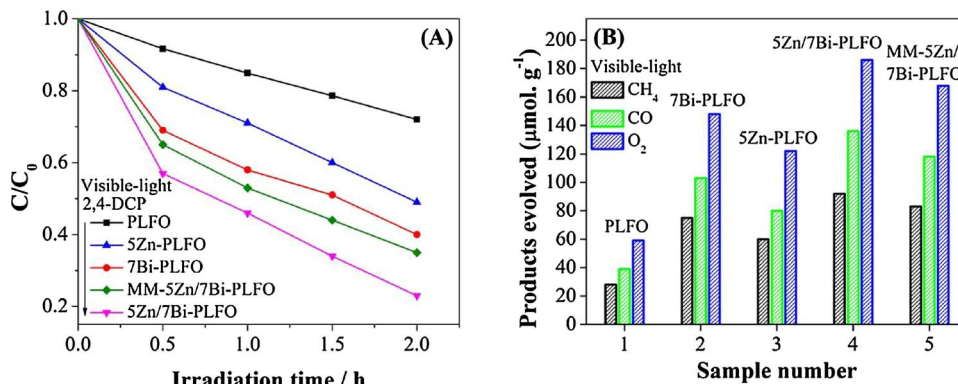 (A)
1.0
0.8
0.6
0.4
0.2
C/C0
Visible-light
2,4-DCP
PLFO
5Zn-PLFO
7Bi-PLFO
MM-5Zn/7Bi-PLFO
5Zn/7Bi-PLFO
0.0 0.5 1.0 1.5 2.0
Irradiation time / h
(B)
200
180
160
140
120
100
80
60
40
20
0
Products evolved (μmol. g-1)
Visible-light
CH4
CO
O2
PLFO
7Bi-PLFO
5Zn-PLFO
5Zn/7Bi-PLFO
MM-5Zn/
7Bi-PLFO
1 2 3 4 5
Sample number